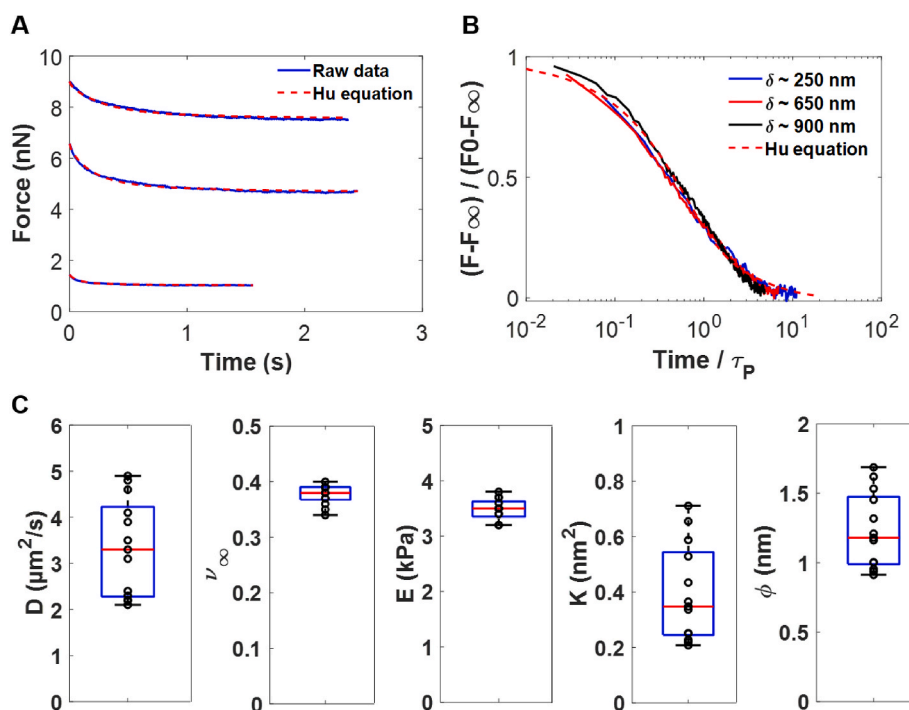 A
10
8
6
4
2
0
Force (nN)
0
1
2
3
Time (s)
Raw data
Hu equation
B
1
0.5
0
(F-F∞) / (F0-F∞)
10⁻²
10⁻¹
10⁰
10¹
10²
Time / τP
δ ~ 250 nm
δ ~ 650 nm
δ ~ 900 nm
Hu equation
C
6
5
4
3
2
1
0
D (μm²/s)
0.5
0.4
0.3
0.2
0.1
0
ν∞
5
4
3
2
1
0
E (kPa)
1
0.8
0.6
0.4
0.2
0
K (nm²)
2
1.5
1
0.5
0
ϕ (nm)